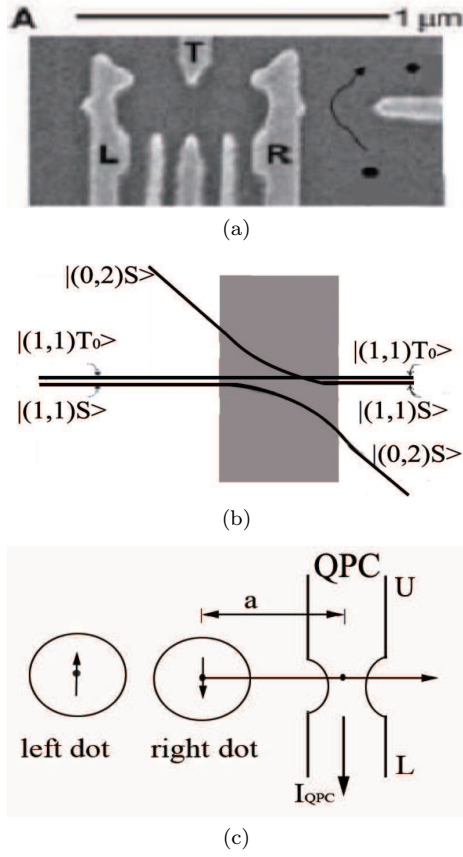 A 1 μm
T
L R
(a)
|(0,2)S>
|(1,1)T₀> |(1,1)T₀>
|(1,1)S> |(1,1)S>
|(0,2)S>
(b)
QPC
U
a
left dot right dot
L
I_QPC
(c)